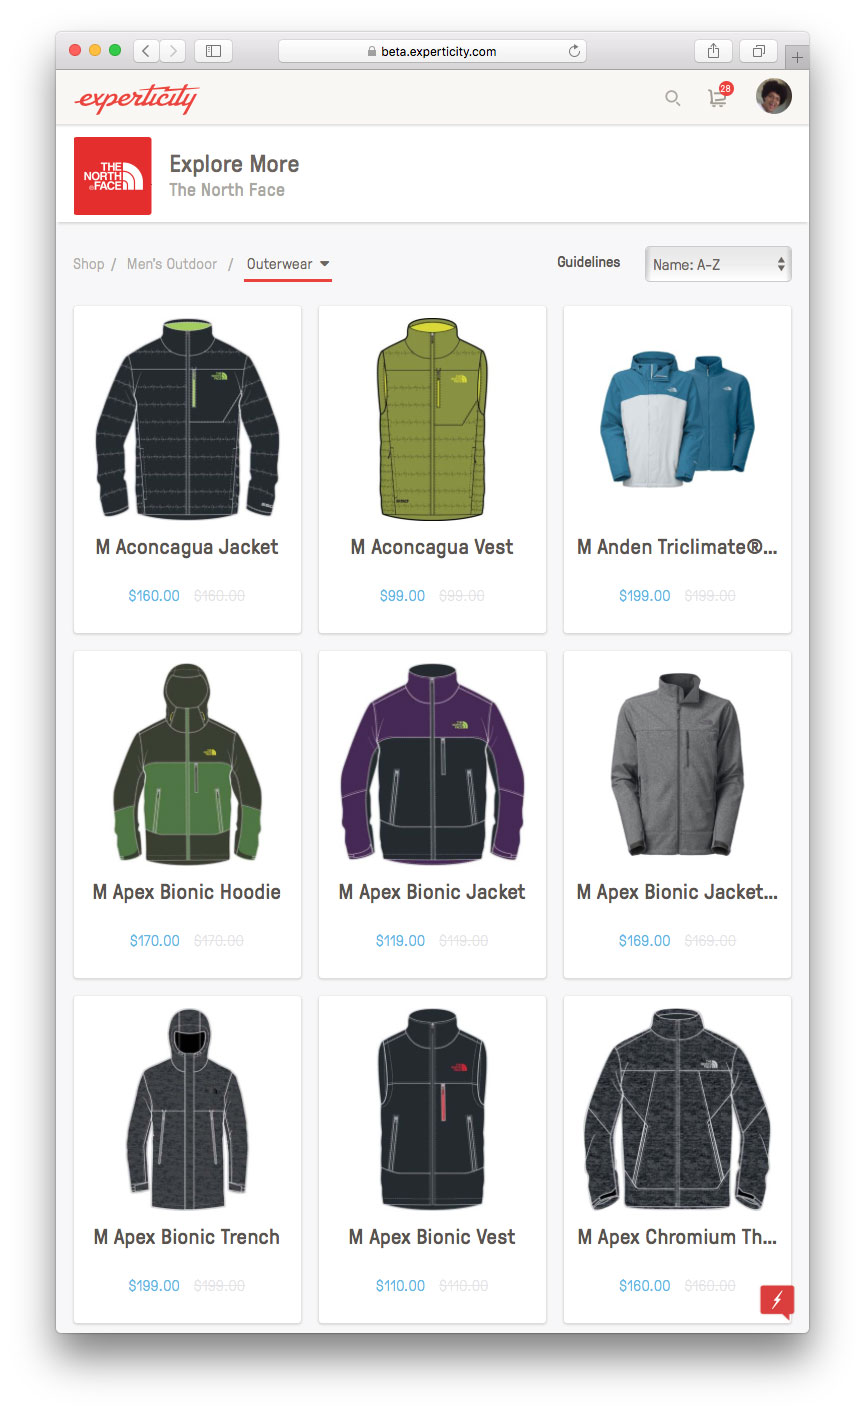 beta.experticity.com
experticity
28
THE
NORTH
FACE
Explore More
The North Face
Shop / Men's Outdoor / Outerwear
Guidelines
Name: A-Z
M Aconcagua Jacket
$160.00 $160.00
M Aconcagua Vest
$99.00 $99.00
M Anden Triclimate®...
$199.00 $199.00
M Apex Bionic Hoodie
$170.00 $170.00
M Apex Bionic Jacket
$119.00 $119.00
M Apex Bionic Jacket...
$169.00 $169.00
M Apex Bionic Trench
$199.00 $199.00
M Apex Bionic Vest
$110.00 $110.00
M Apex Chromium Th...
$160.00 $160.00